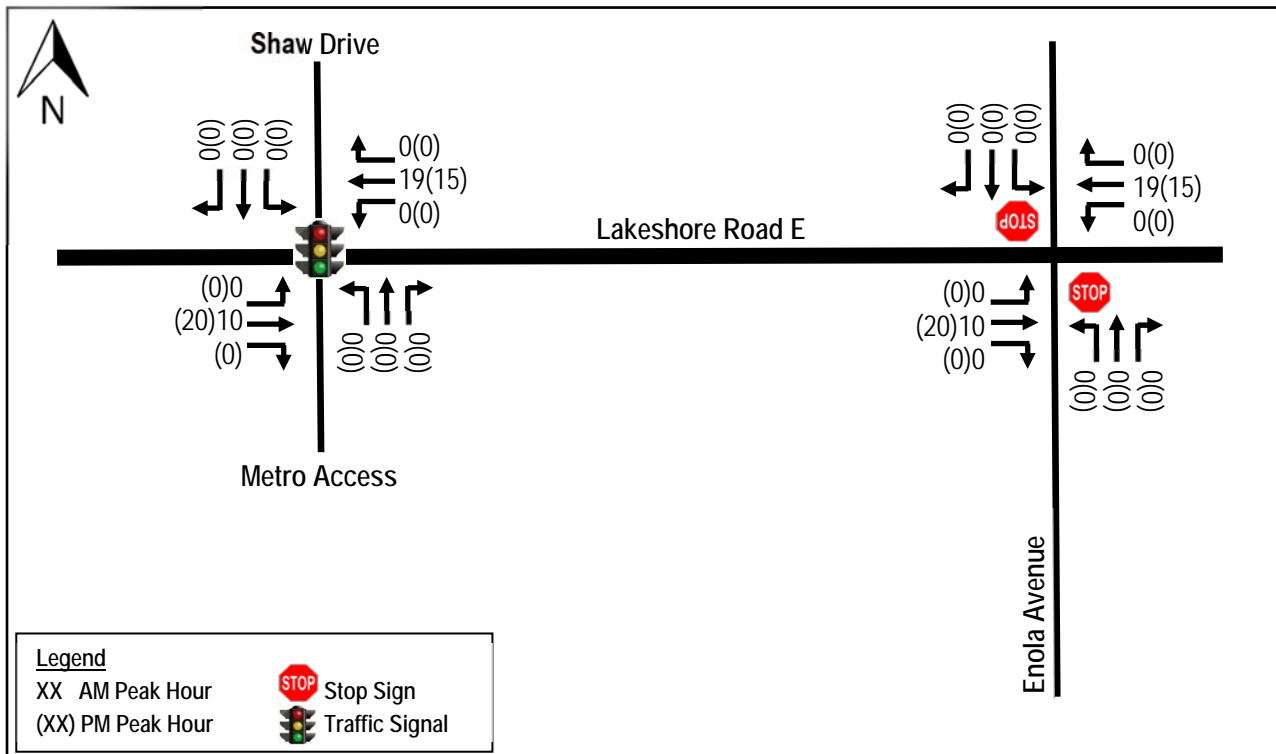 Shaw Drive
N
0(0) 0(0) 0(0)
0(0)
19(15)
0(0)
0(0) 0(0) 0(0)
STOP
0(0)
19(15)
0(0)
Lakeshore Road E
(0)0
(20)10
(0)
0(0) 0(0) 0(0)
(0)0
(20)10
(0)0
STOP
0(0) 0(0) 0(0)
Metro Access
Enola Avenue
Legend
XX AM Peak Hour
STOP Stop Sign
(XX) PM Peak Hour
Traffic Signal